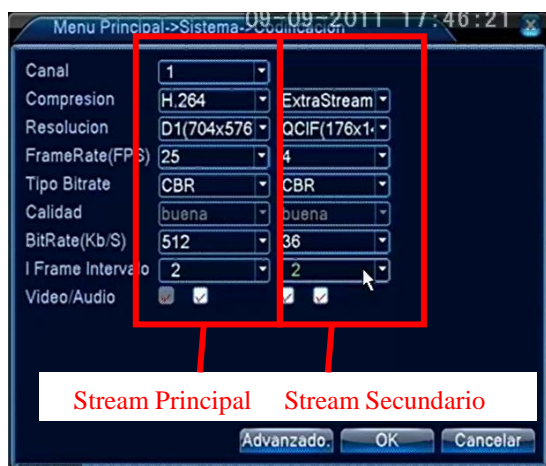 09-09-2011 17:46:21
Menu Principal->Sistema->Codificacion
Canal 1
Compresion H.264 ExtraStream
Resolucion D1(704x576 QCIF(176x14
FrameRate(FPS) 25 4
Tipo Bitrate CBR CBR
Calidad buena buena
BitRate(Kb/S) 512 36
I Frame Intervalo 2 2
Video/Audio
Stream Principal Stream Secundario
Advanzado. OK Cancelar